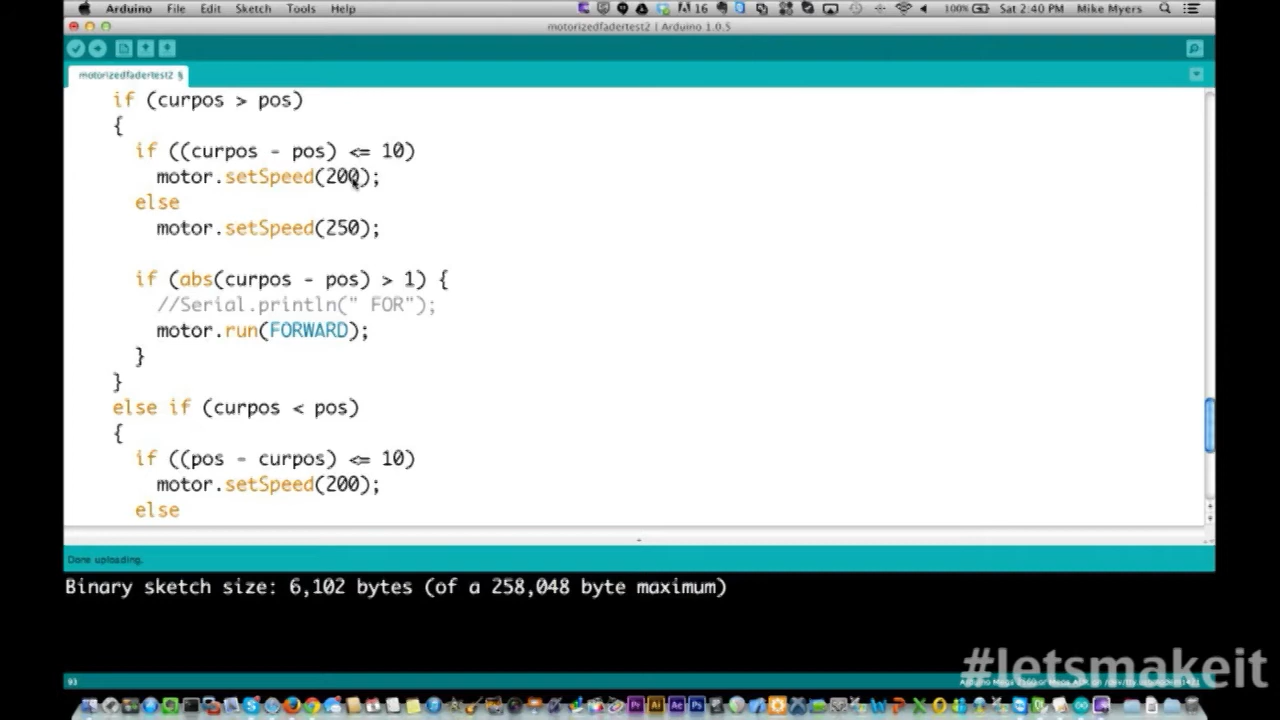 Arduino File Edit Sketch Tools Help 16 100% Sat 2:40 PM Mike Myers
motorizedfadertest2 | Arduino 1.0.5
motorizedfadertest2 §
if (curpos > pos)
{
if ((curpos - pos) <= 10)
motor.setSpeed(200);
else
motor.setSpeed(250);
if (abs(curpos - pos) > 1) {
//Serial.println(" FOR");
motor.run(FORWARD);
}
}
else if (curpos < pos)
{
if ((pos - curpos) <= 10)
motor.setSpeed(200);
else
Done uploading.
Binary sketch size: 6,102 bytes (of a 258,048 byte maximum)
#letsmakeit
93